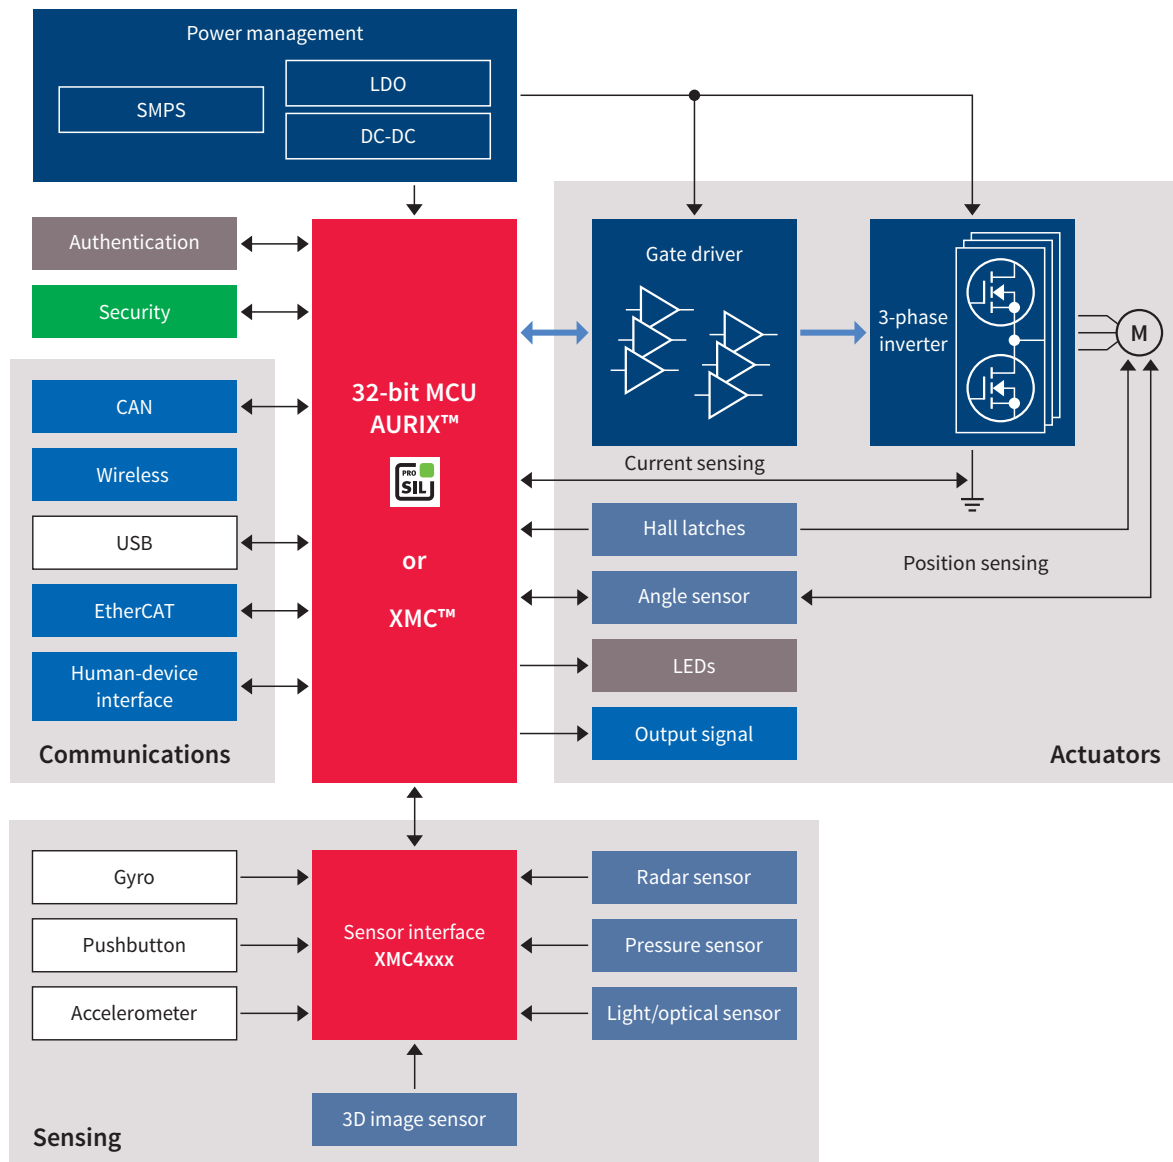 Power management
SMPS
LDO
DC-DC
Authentication
Security
CAN
Wireless
USB
EtherCAT
Human-device
interface
Communications
32-bit MCU
AURIX™
PRO
SIL
or
XMC™
Gate driver
3-phase
inverter
M
Current sensing
Hall latches
Position sensing
Angle sensor
LEDs
Output signal
Actuators
Gyro
Pushbutton
Accelerometer
Sensor interface
XMC4xxx
Radar sensor
Pressure sensor
Light/optical sensor
3D image sensor
Sensing